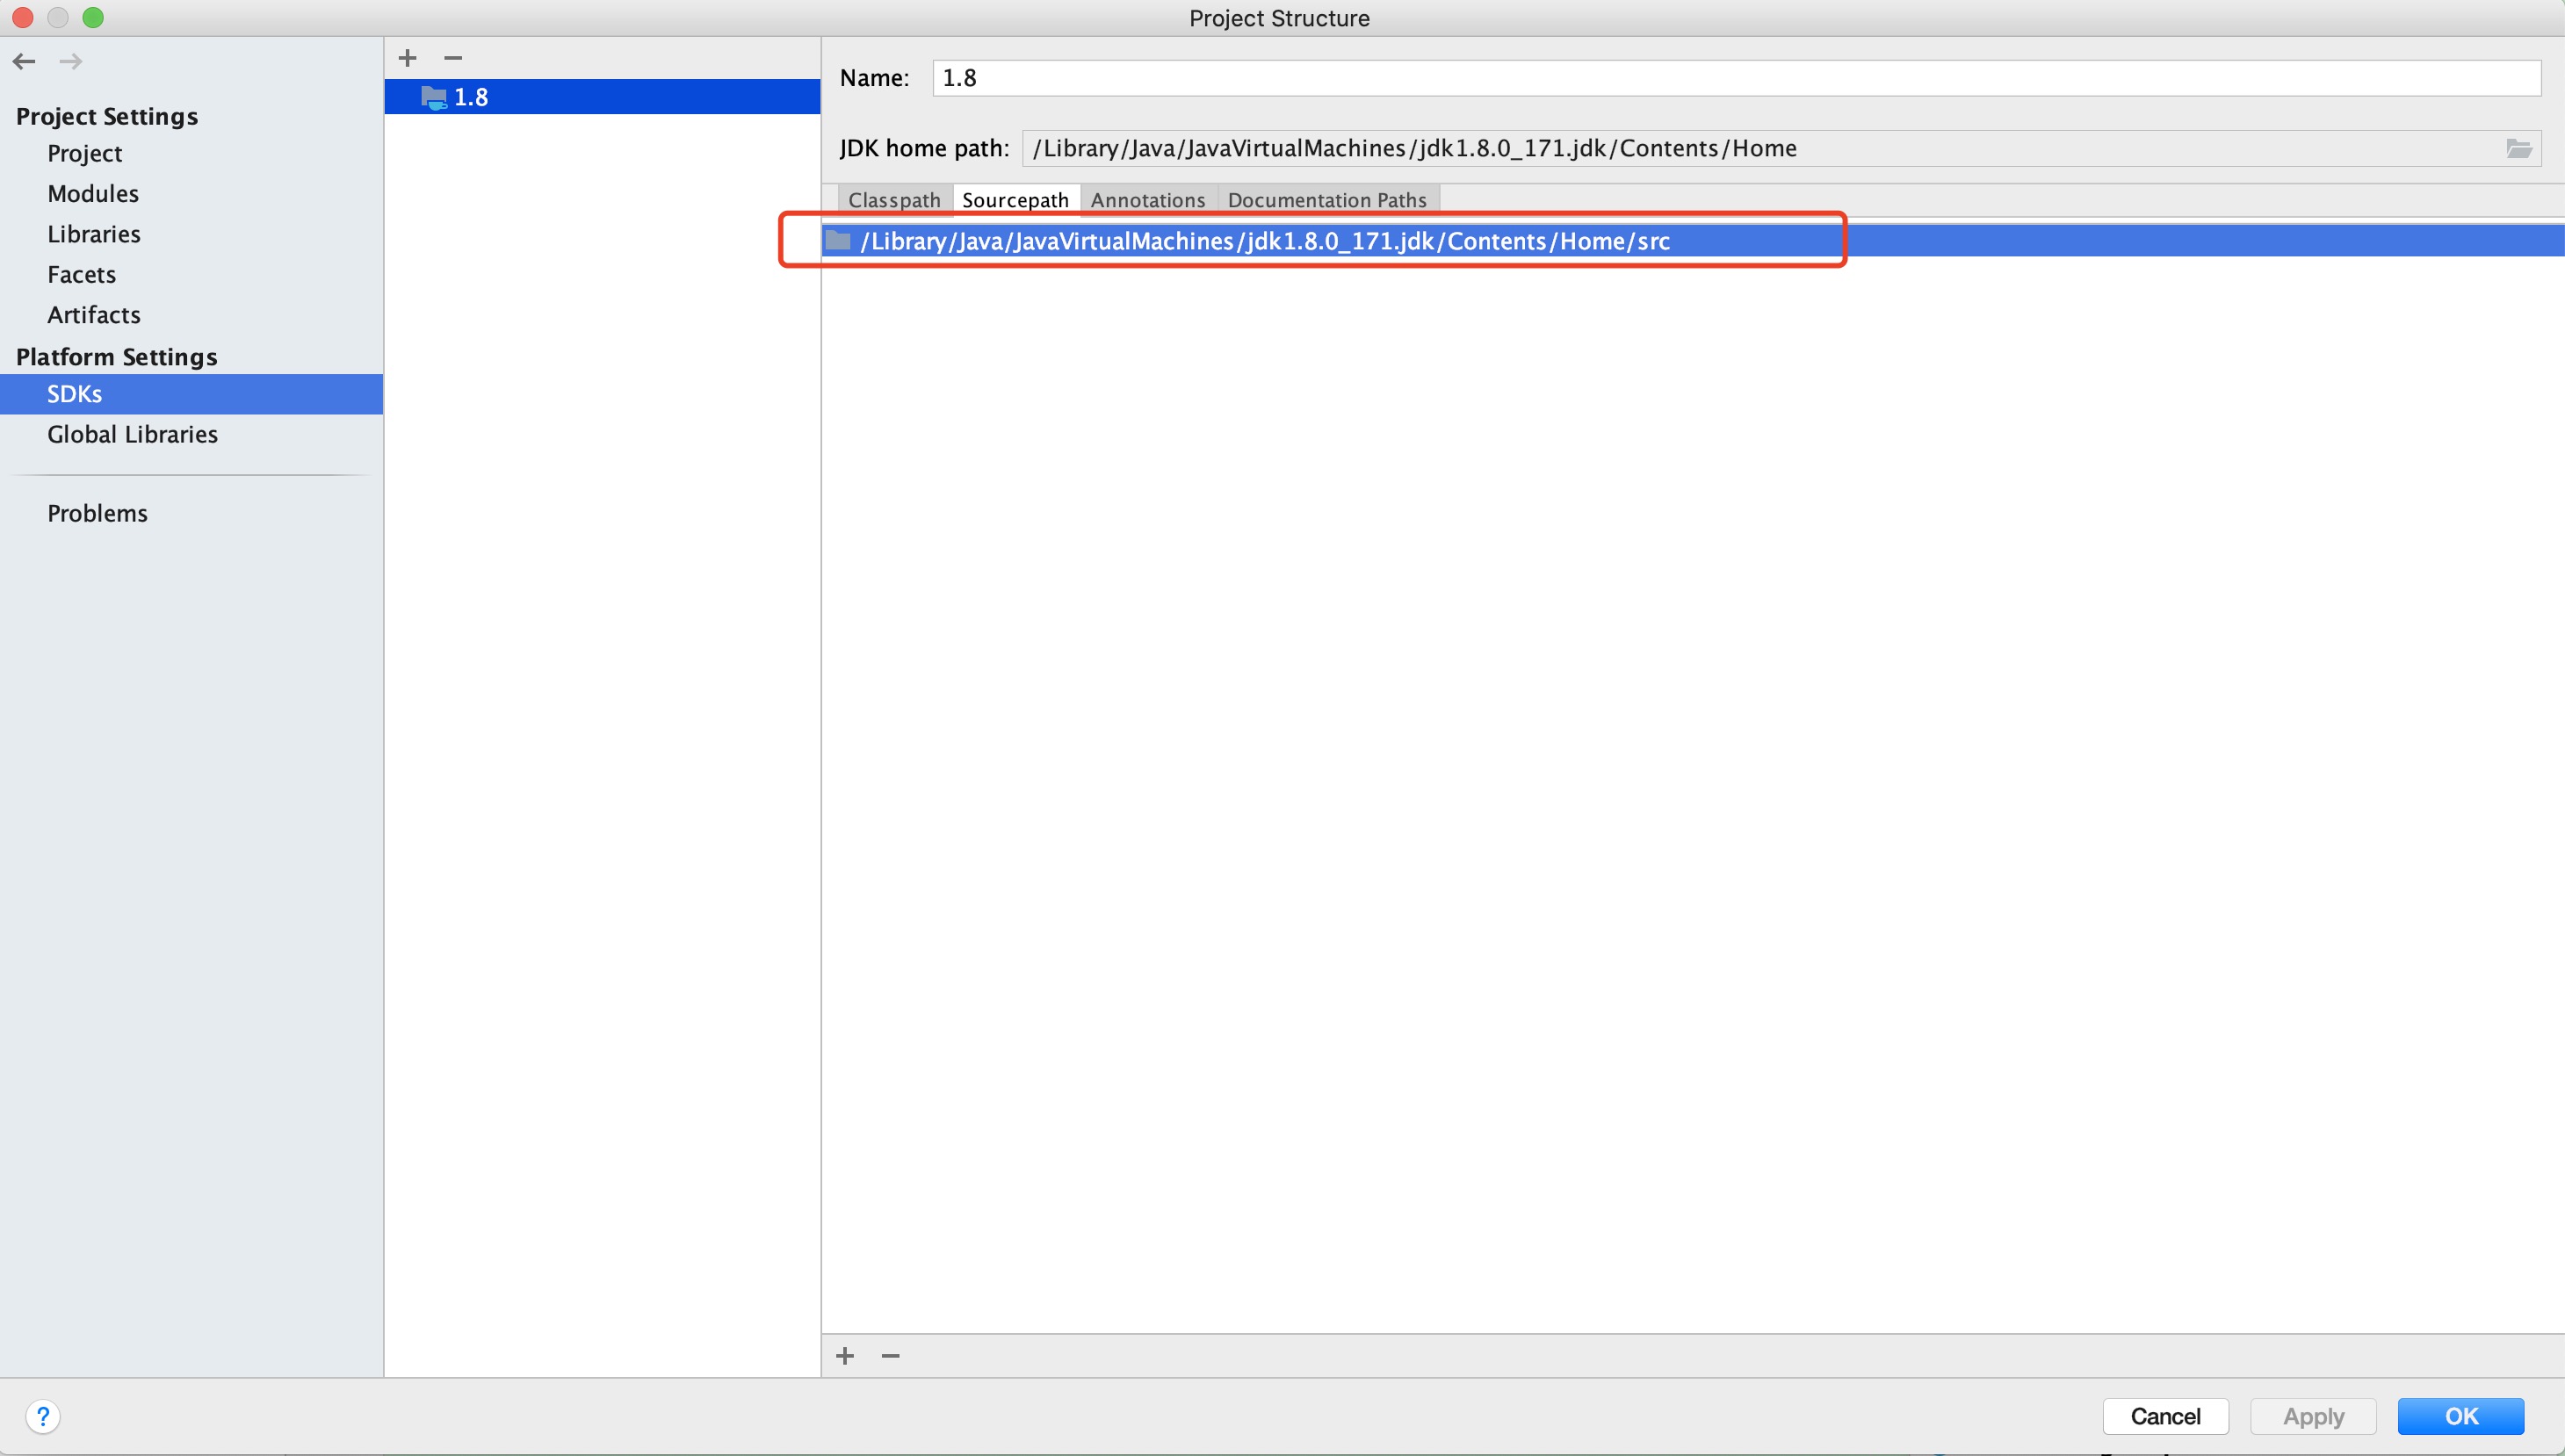 Project Structure
Project Settings
Project
Modules
Libraries
Facets
Artifacts
Platform Settings
SDKs
Global Libraries
Problems
1.8
Name: 1.8
JDK home path: /Library/Java/JavaVirtualMachines/jdk1.8.0_171.jdk/Contents/Home
Classpath Sourcepath Annotations Documentation Paths
/Library/Java/JavaVirtualMachines/jdk1.8.0_171.jdk/Contents/Home/src
? Cancel Apply OK